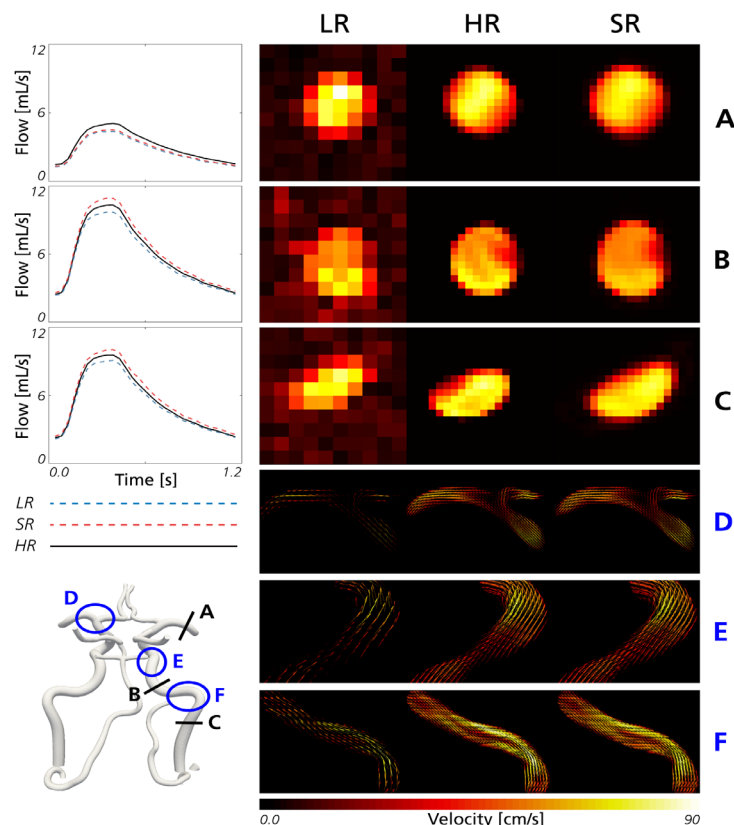 LR HR SR
12
Flow [mL/s]
6
0
A
12
Flow [mL/s]
6
0
B
12
Flow [mL/s]
6
0
C
0.0 Time [s] 1.2
LR
SR
HR
D
E
F
D
A
E
B
F
C
0.0 Velocity [cm/s] 90